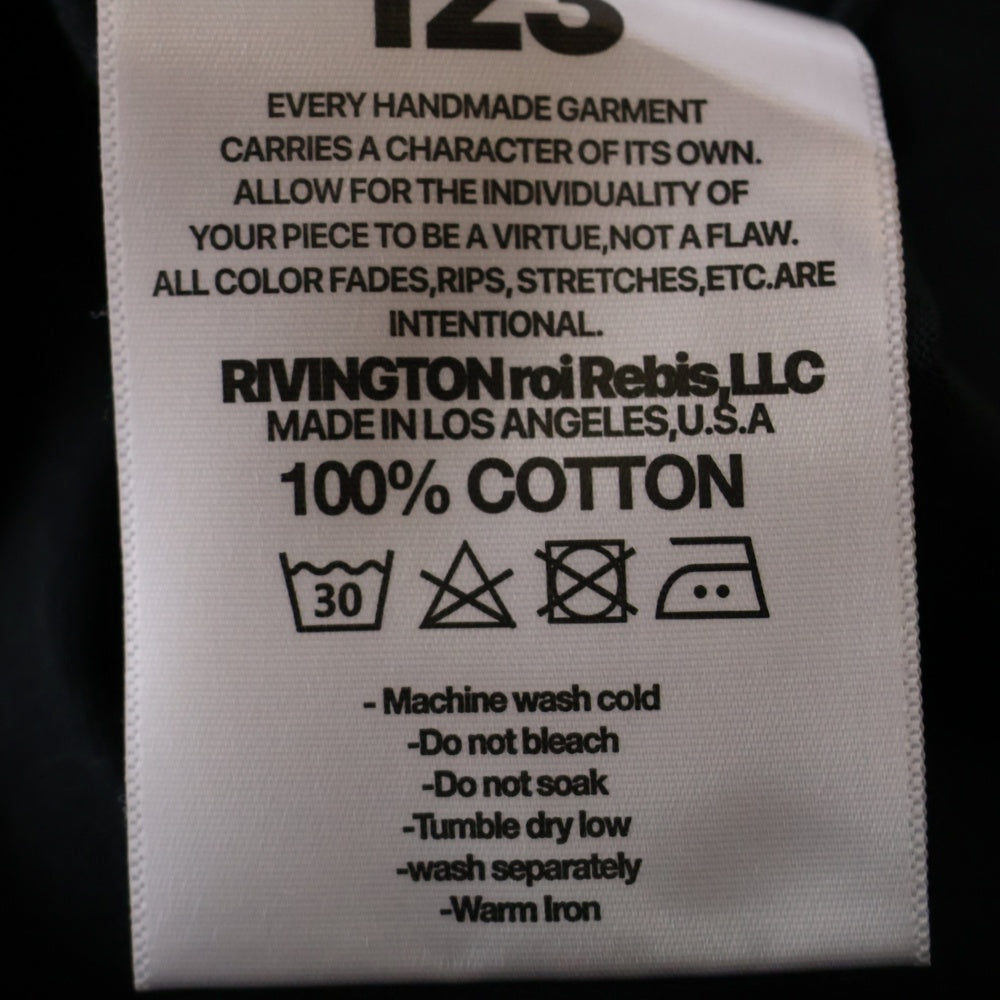 123
EVERY HANDMADE GARMENT
CARRIES A CHARACTER OF ITS OWN.
ALLOW FOR THE INDIVIDUALITY OF
YOUR PIECE TO BE A VIRTUE,NOT A FLAW.
ALL COLOR FADES,RIPS, STRETCHES,ETC.ARE
INTENTIONAL.
RIVINGTON roi Rebis,LLC
MADE IN LOS ANGELES,U.S.A
100% COTTON
30
- Machine wash cold
-Do not bleach
-Do not soak
-Tumble dry low
-wash separately
-Warm Iron